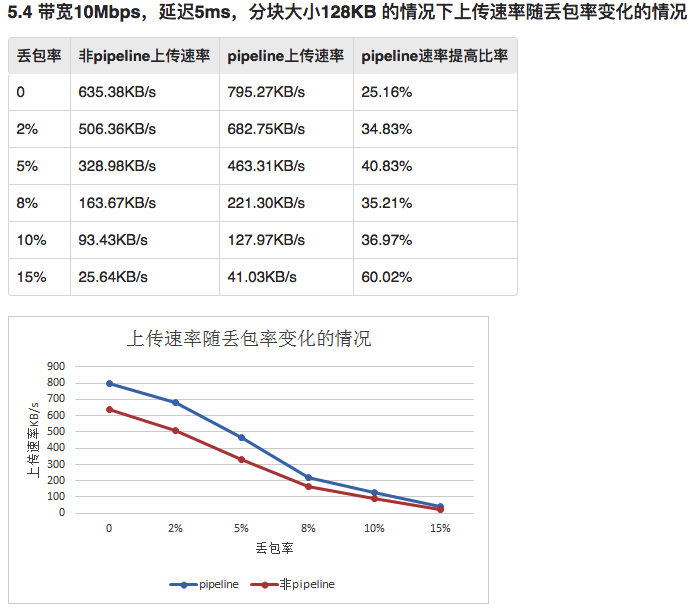 5.4 带宽10Mbps，延迟5ms，分块大小128KB 的情况下上传速率随丢包率变化的情况
丢包率 非pipeline上传速率 pipeline上传速率 pipeline速率提高比率
0 635.38KB/s 795.27KB/s 25.16%
2% 506.36KB/s 682.75KB/s 34.83%
5% 328.98KB/s 463.31KB/s 40.83%
8% 163.67KB/s 221.30KB/s 35.21%
10% 93.43KB/s 127.97KB/s 36.97%
15% 25.64KB/s 41.03KB/s 60.02%
上传速率随丢包率变化的情况
上传速率KB/s
900
800
700
600
500
400
300
200
100
0
0 2% 5% 8% 10% 15%
丢包率
pipeline 非pipeline